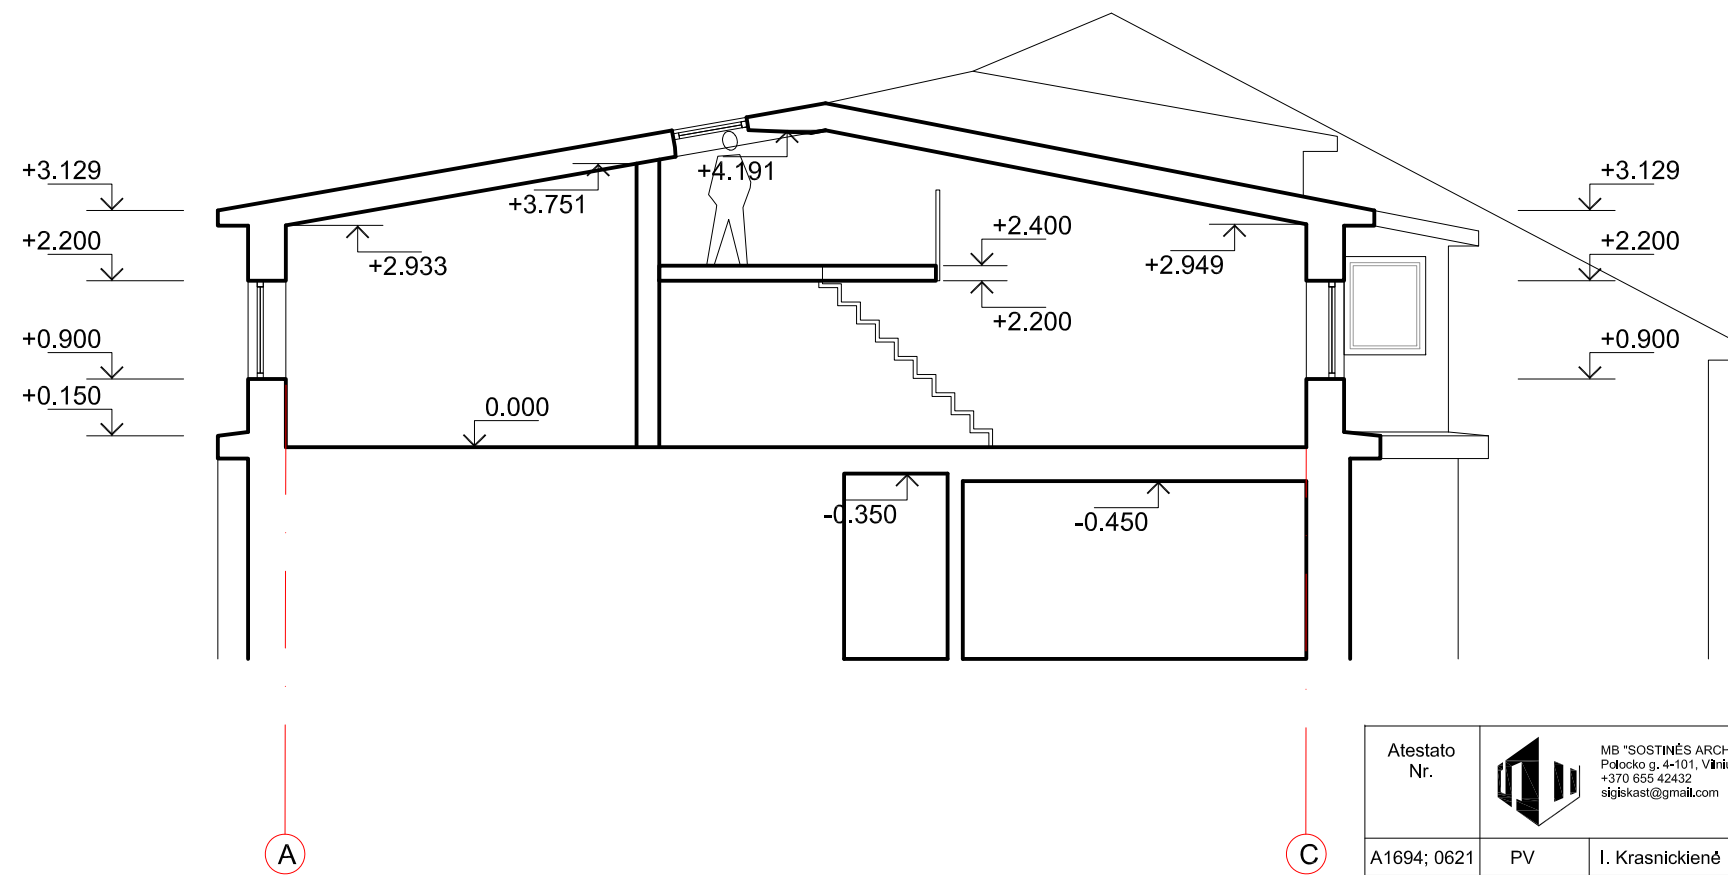 +4.191
+3.129
+3.129
+3.751
+2.400
+2.200
+2.200
+2.933
+2.949
+2.200
+0.900
+0.900
+0.150
0.000
-0.350
-0.450
Atestato
Nr.
MB "SOSTINĖS ARCH
Polocko g. 4-101, Vilniu
+370 655 42432
sigiskast@gmail.com
A
C
A1694; 0621
PV
I. Krasnickienė